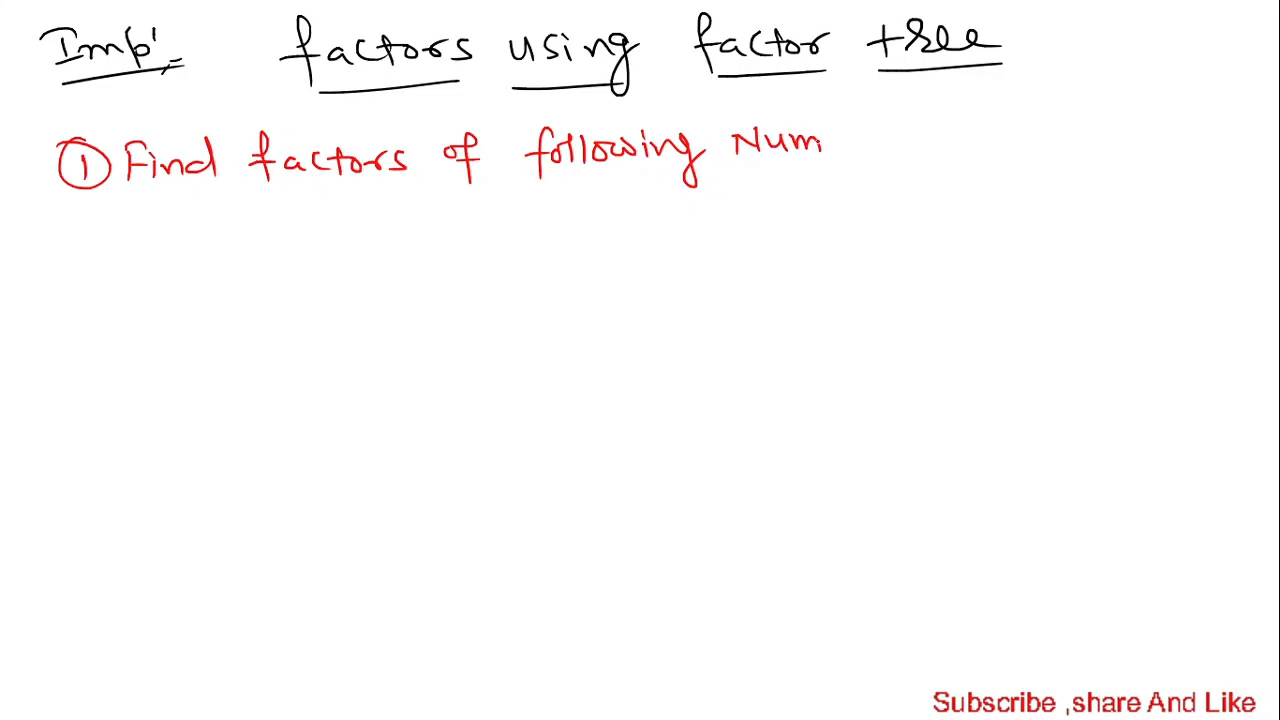 Imp! factors using factor tree
① Find factors of following Num
Subscribe ,share And Like